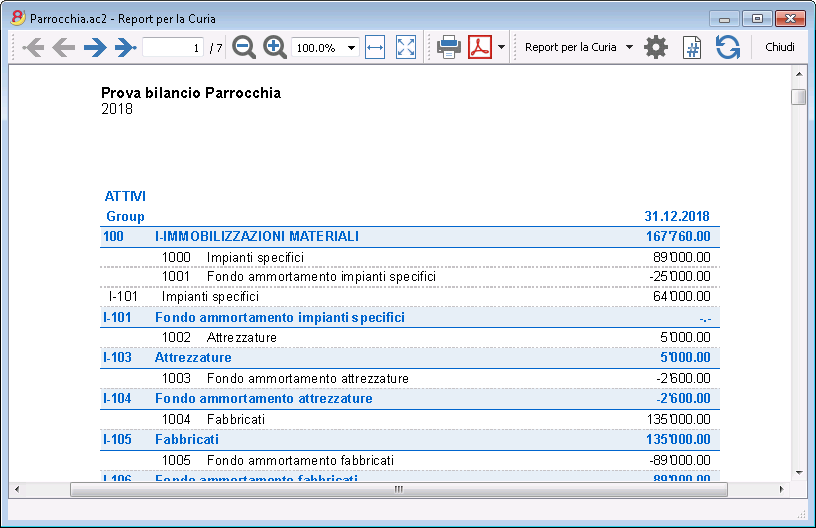 Parrocchia.ac2 - Report per la Curia
1 / 7 100.0% Report per la Curia Chiudi
Prova bilancio Parrocchia
2018
ATTIVI
Group 31.12.2018
100 I-IMMOBILIZZAZIONI MATERIALI 167'760.00
1000 Impianti specifici 89'000.00
1001 Fondo ammortamento impianti specifici -25'000.00
I-101 Impianti specifici 64'000.00
I-101 Fondo ammortamento impianti specifici -.-
1002 Attrezzature 5'000.00
I-103 Attrezzature 5'000.00
1003 Fondo ammortamento attrezzature -2'600.00
I-104 Fondo ammortamento attrezzature -2'600.00
1004 Fabbricati 135'000.00
I-105 Fabbricati 135'000.00
1005 Fondo ammortamento fabbricati -89'000.00
I-106 Fondo ammortamento fabbricati -89'000.00